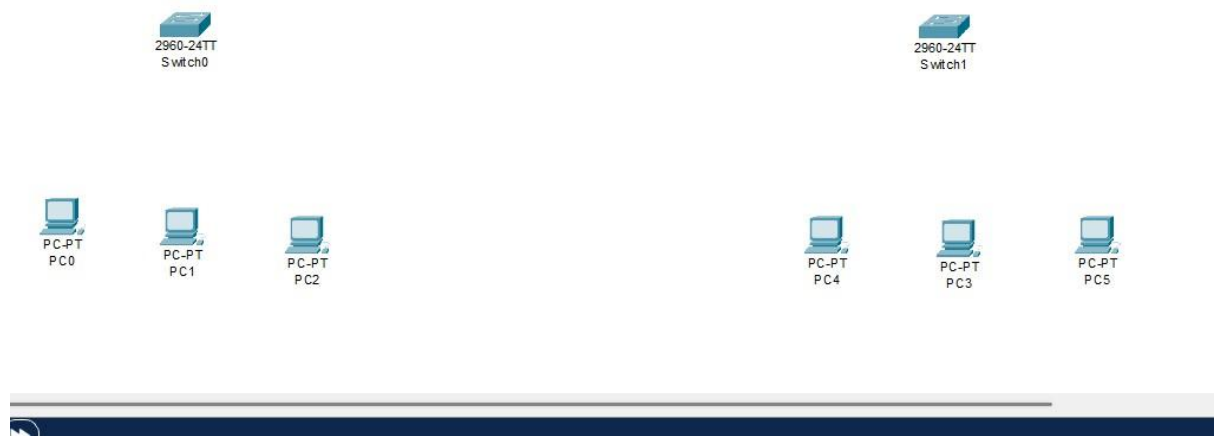 2960-24TT
Switch0
2960-24TT
Switch1
PC-PT
PC0
PC-PT
PC1
PC-PT
PC2
PC-PT
PC4
PC-PT
PC3
PC-PT
PC5